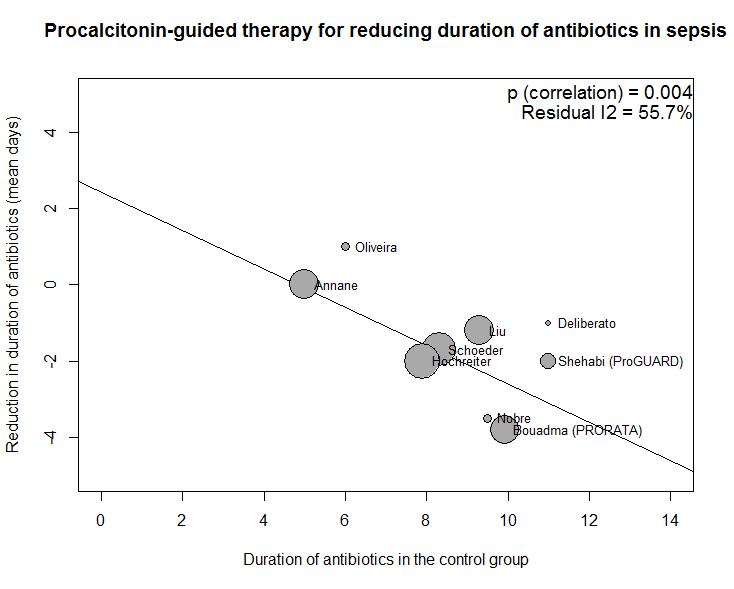 Procalcitonin-guided therapy for reducing duration of antibiotics in sepsis
p (correlation) = 0.004
Residual I2 = 55.7%
Reduction in duration of antibiotics (mean days)
4
2
0
-2
-4
Oliveira
Annane
Deliberato
Liu
Schoeder
Hochreiter
Shehabi (ProGUARD)
Nobre
Bouadma (PRORATA)
0 2 4 6 8 10 12 14
Duration of antibiotics in the control group